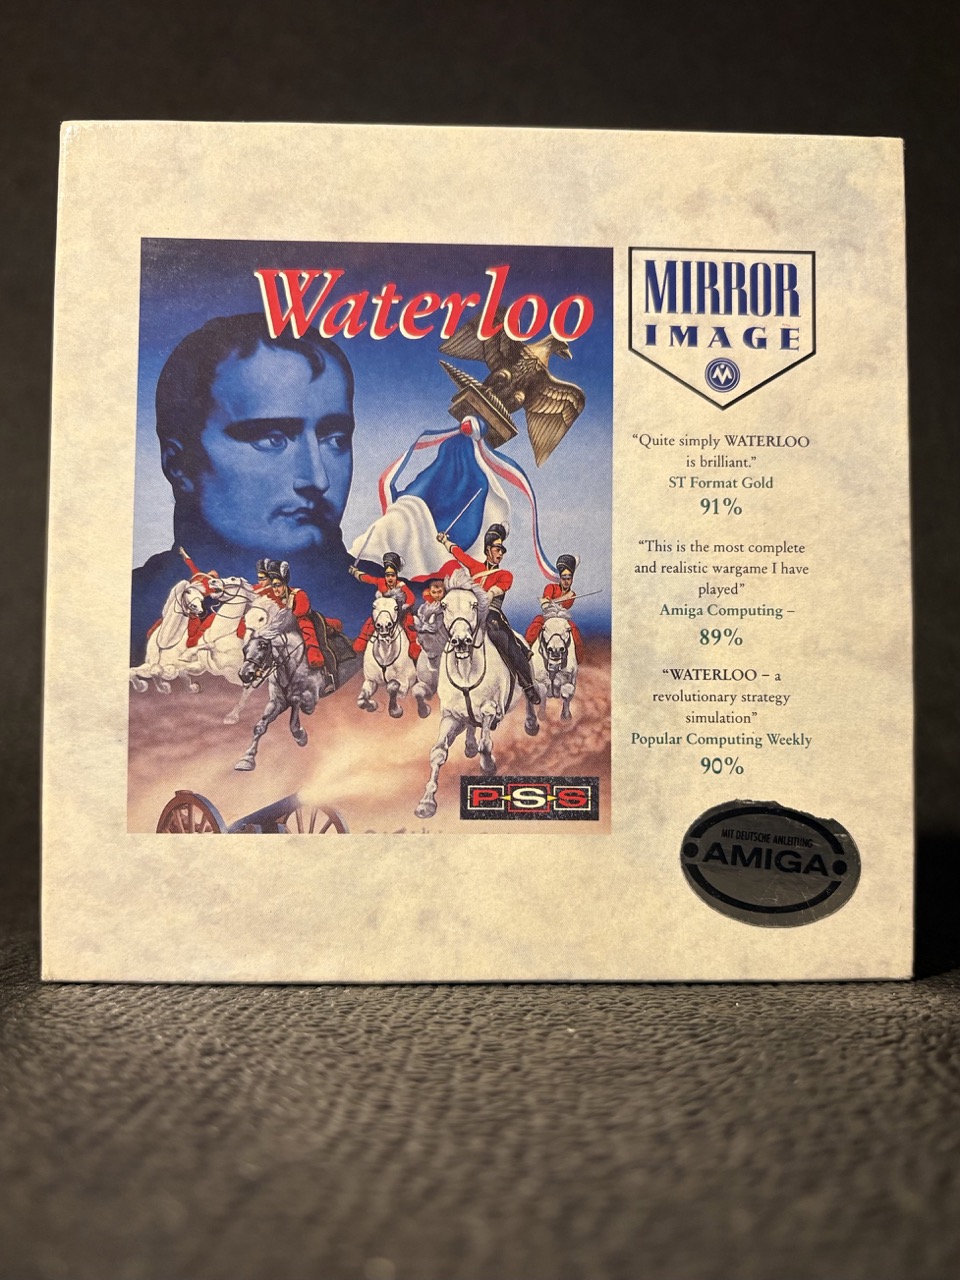 Waterloo
P·S·S
MIRROR
IMAGE
M
“Quite simply WATERLOO
is brilliant.”
ST Format Gold
91%
“This is the most complete
and realistic wargame I have
played”
Amiga Computing –
89%
“WATERLOO – a
revolutionary strategy
simulation”
Popular Computing Weekly
90%
MIT DEUTSCHE ANLEITUNG
AMIGA